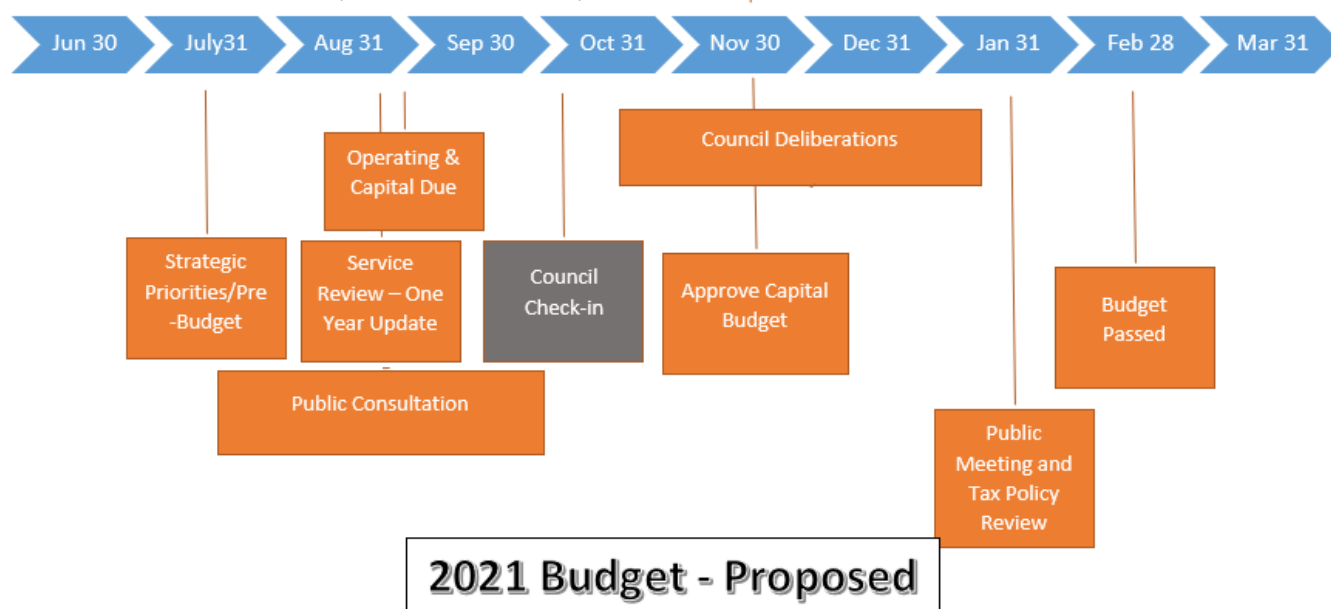 Jun 30
July31
Aug 31
Sep 30
Oct 31
Nov 30
Dec 31
Jan 31
Feb 28
Mar 31
Operating &
Capital Due
Council Deliberations
Strategic
Priorities/Pre
-Budget
Service
Review – One
Year Update
Council
Check-in
Approve Capital
Budget
Budget
Passed
Public Consultation
Public
Meeting and
Tax Policy
Review
2021 Budget - Proposed